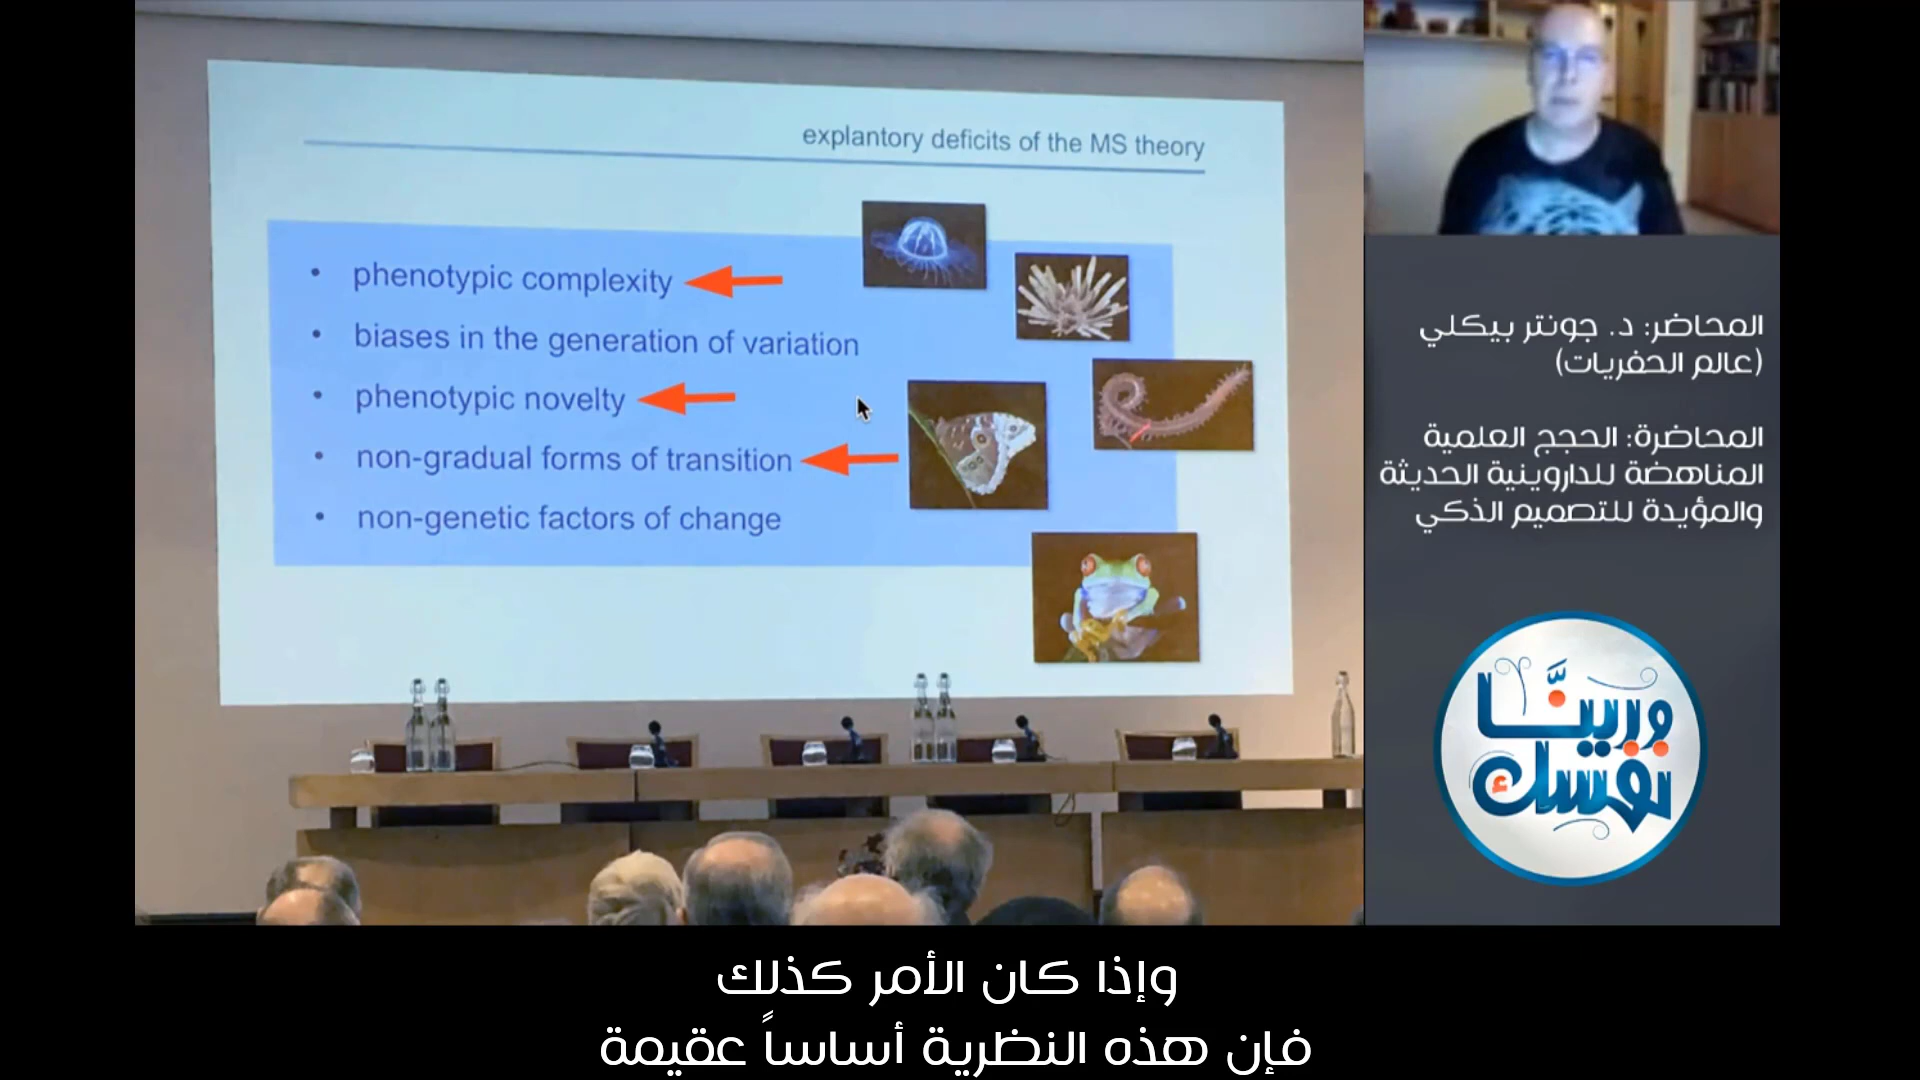 explantory deficits of the MS theory
• phenotypic complexity
• biases in the generation of variation
• phenotypic novelty
• non-gradual forms of transition
• non-genetic factors of change
المحاضر: د. جونتر بيكلي
(عالم الحفريات)
المحاضرة: الحجج العلمية
المناهضة للداروينية الحديثة
والمؤيدة للتصميم الذكي
وريينَّا
نفسك
وإذا كان الأمر كذلك
فإن هذه النظرية أساساً عقيمة